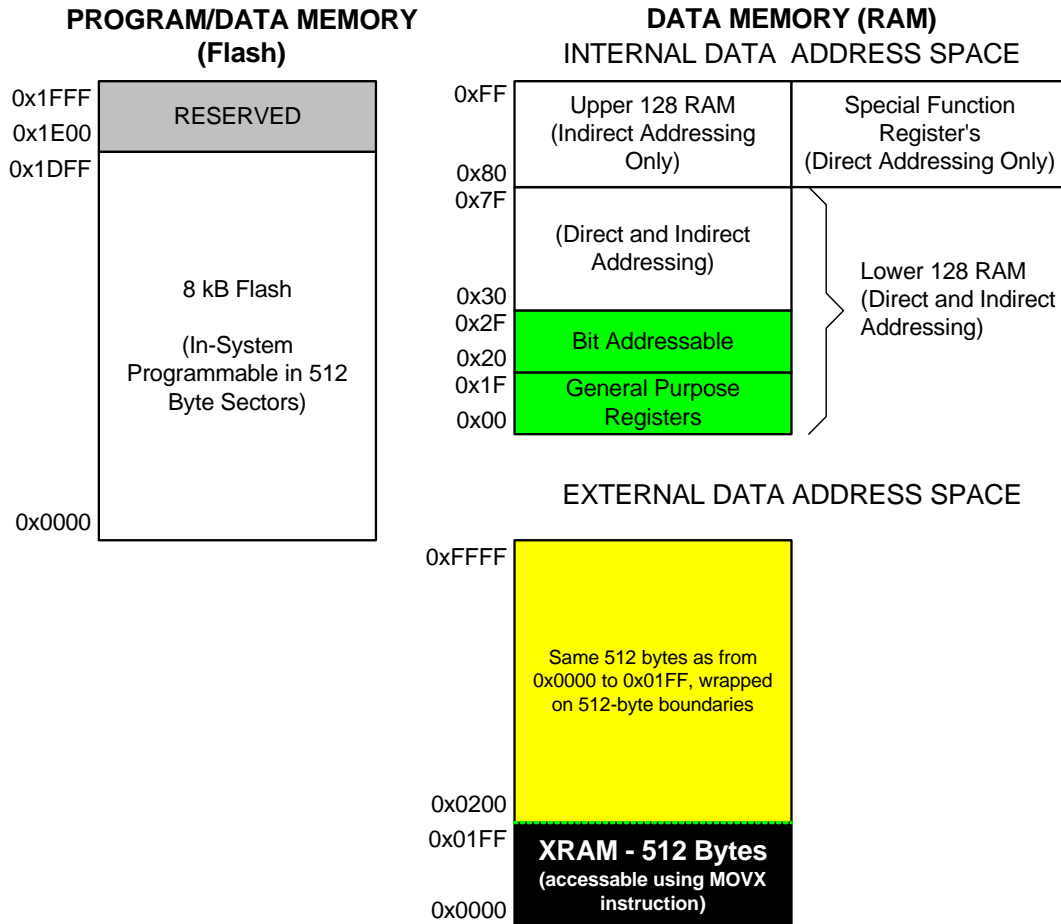 PROGRAM/DATA MEMORY
(Flash)
0x1FFF
RESERVED
0x1E00
0x1DFF
8 kB Flash
(In-System
Programmable in 512
Byte Sectors)
0x0000
DATA MEMORY (RAM)
INTERNAL DATA ADDRESS SPACE
0xFF
Upper 128 RAM
(Indirect Addressing
Only)
0x80
Special Function
Register's
(Direct Addressing Only)
0x7F
(Direct and Indirect
Addressing)
0x30
Lower 128 RAM
(Direct and Indirect
Addressing)
0x2F
Bit Addressable
0x20
0x1F
General Purpose
Registers
0x00
EXTERNAL DATA ADDRESS SPACE
0xFFFF
Same 512 bytes as from
0x0000 to 0x01FF, wrapped
on 512-byte boundaries
0x0200
0x01FF
XRAM - 512 Bytes
(accessable using MOVX
instruction)
0x0000